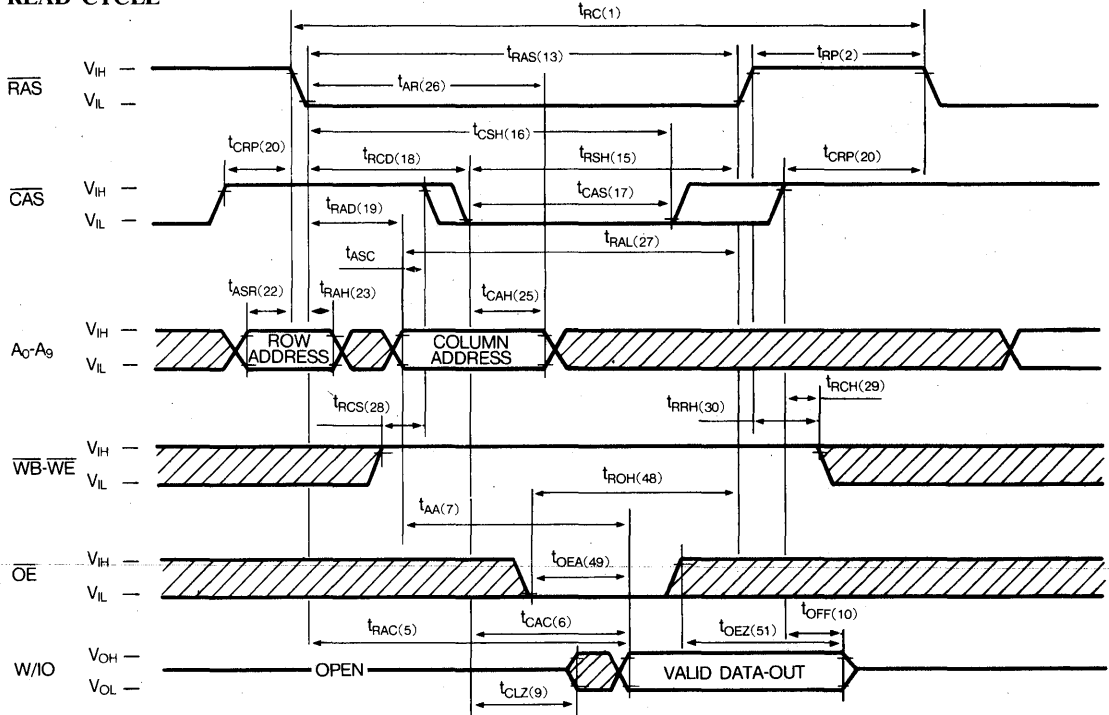 READ CYCLE
tRC(1)
tRAS(13)
tRP(2)
RAS
VIH
VIL
tAR(26)
tCSH(16)
tCRP(20)
tRCD(18)
tRSH(15)
tCRP(20)
CAS
VIH
VIL
tCAS(17)
tRAD(19)
tRAL(27)
tASC
tASR(22)
tRAH(23)
tCAH(25)
A0-A9
VIH
VIL
ROW
ADDRESS
COLUMN
ADDRESS
tRCS(28)
tRRH(30)
tRCH(29)
WB-WE
VIH
VIL
tROH(48)
tAA(7)
OE
VIH
VIL
tOEA(49)
tOFF(10)
tRAC(5)
tCAC(6)
tOEZ(51)
W/IO
VOH
VOL
OPEN
VALID DATA-OUT
tCLZ(9)